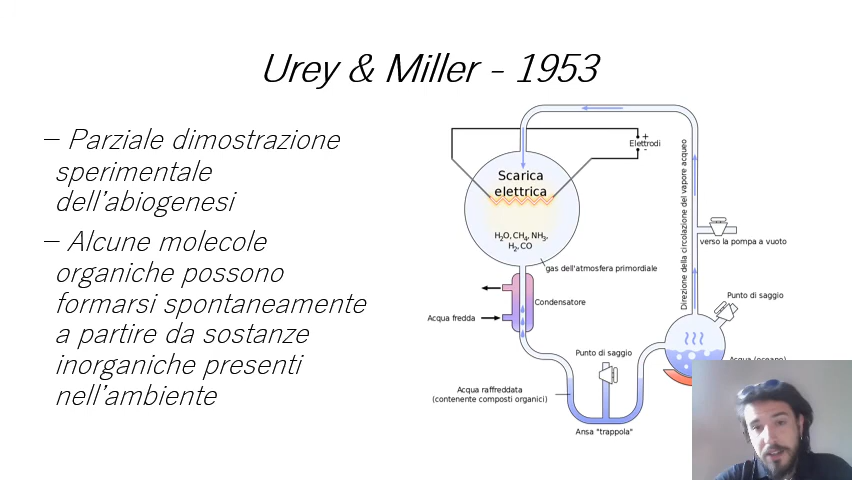 Urey & Miller - 1953
– Parziale dimostrazione
sperimentale
dell'abiogenesi
– Alcune molecole
organiche possono
formarsi spontaneamente
a partire da sostanze
inorganiche presenti
nell'ambiente
+
Elettrodi
-
Scarica
elettrica
H2O, CH4, NH3,
H2, CO
gas dell'atmosfera primordiale
Direzione della circolazione del vapore acqueo
verso la pompa a vuoto
Condensatore
Acqua fredda
Punto di saggio
Punto di saggio
Acqua (oceano)
Acqua raffreddata
(contenente composti organici)
Ansa "trappola"